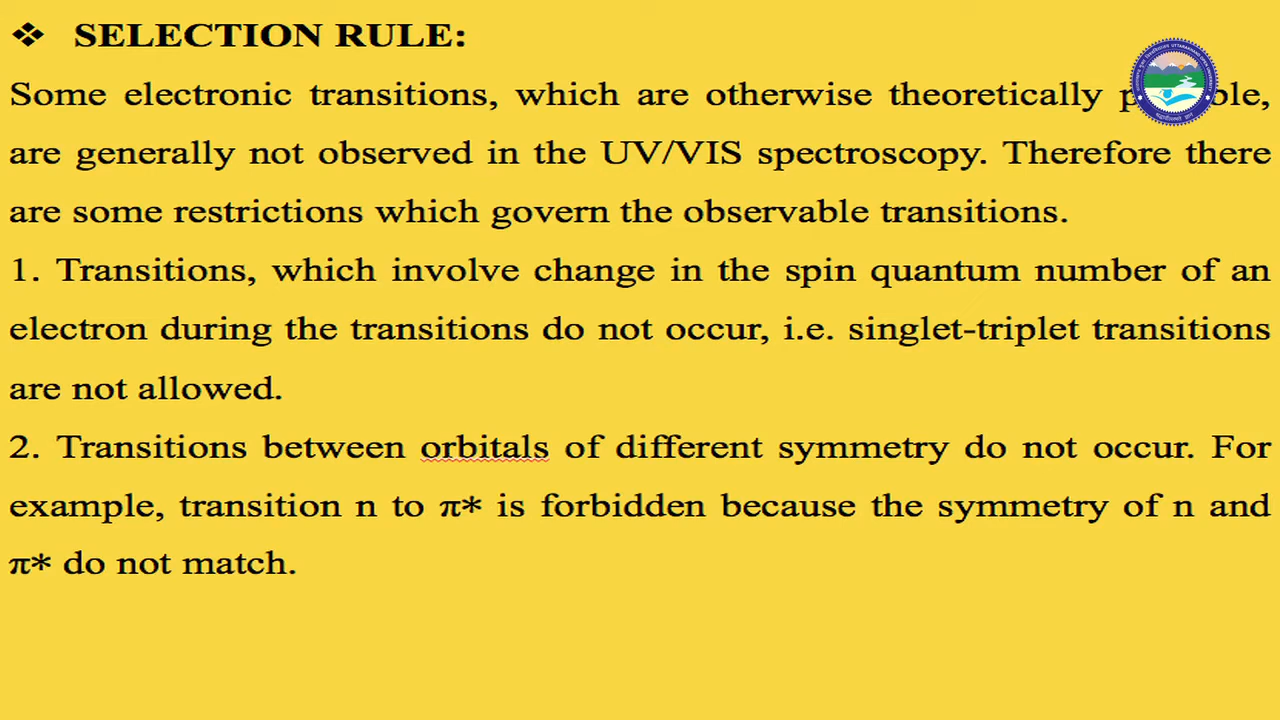 ❖ SELECTION RULE:
Some electronic transitions, which are otherwise theoretically
are generally not observed in the UV/VIS spectroscopy. Therefore there
are some restrictions which govern the observable transitions.
1. Transitions, which involve change in the spin quantum number of an
electron during the transitions do not occur, i.e. singlet-triplet transitions
are not allowed.
2. Transitions between orbitals of different symmetry do not occur. For
example, transition n to π* is forbidden because the symmetry of n and
π* do not match.